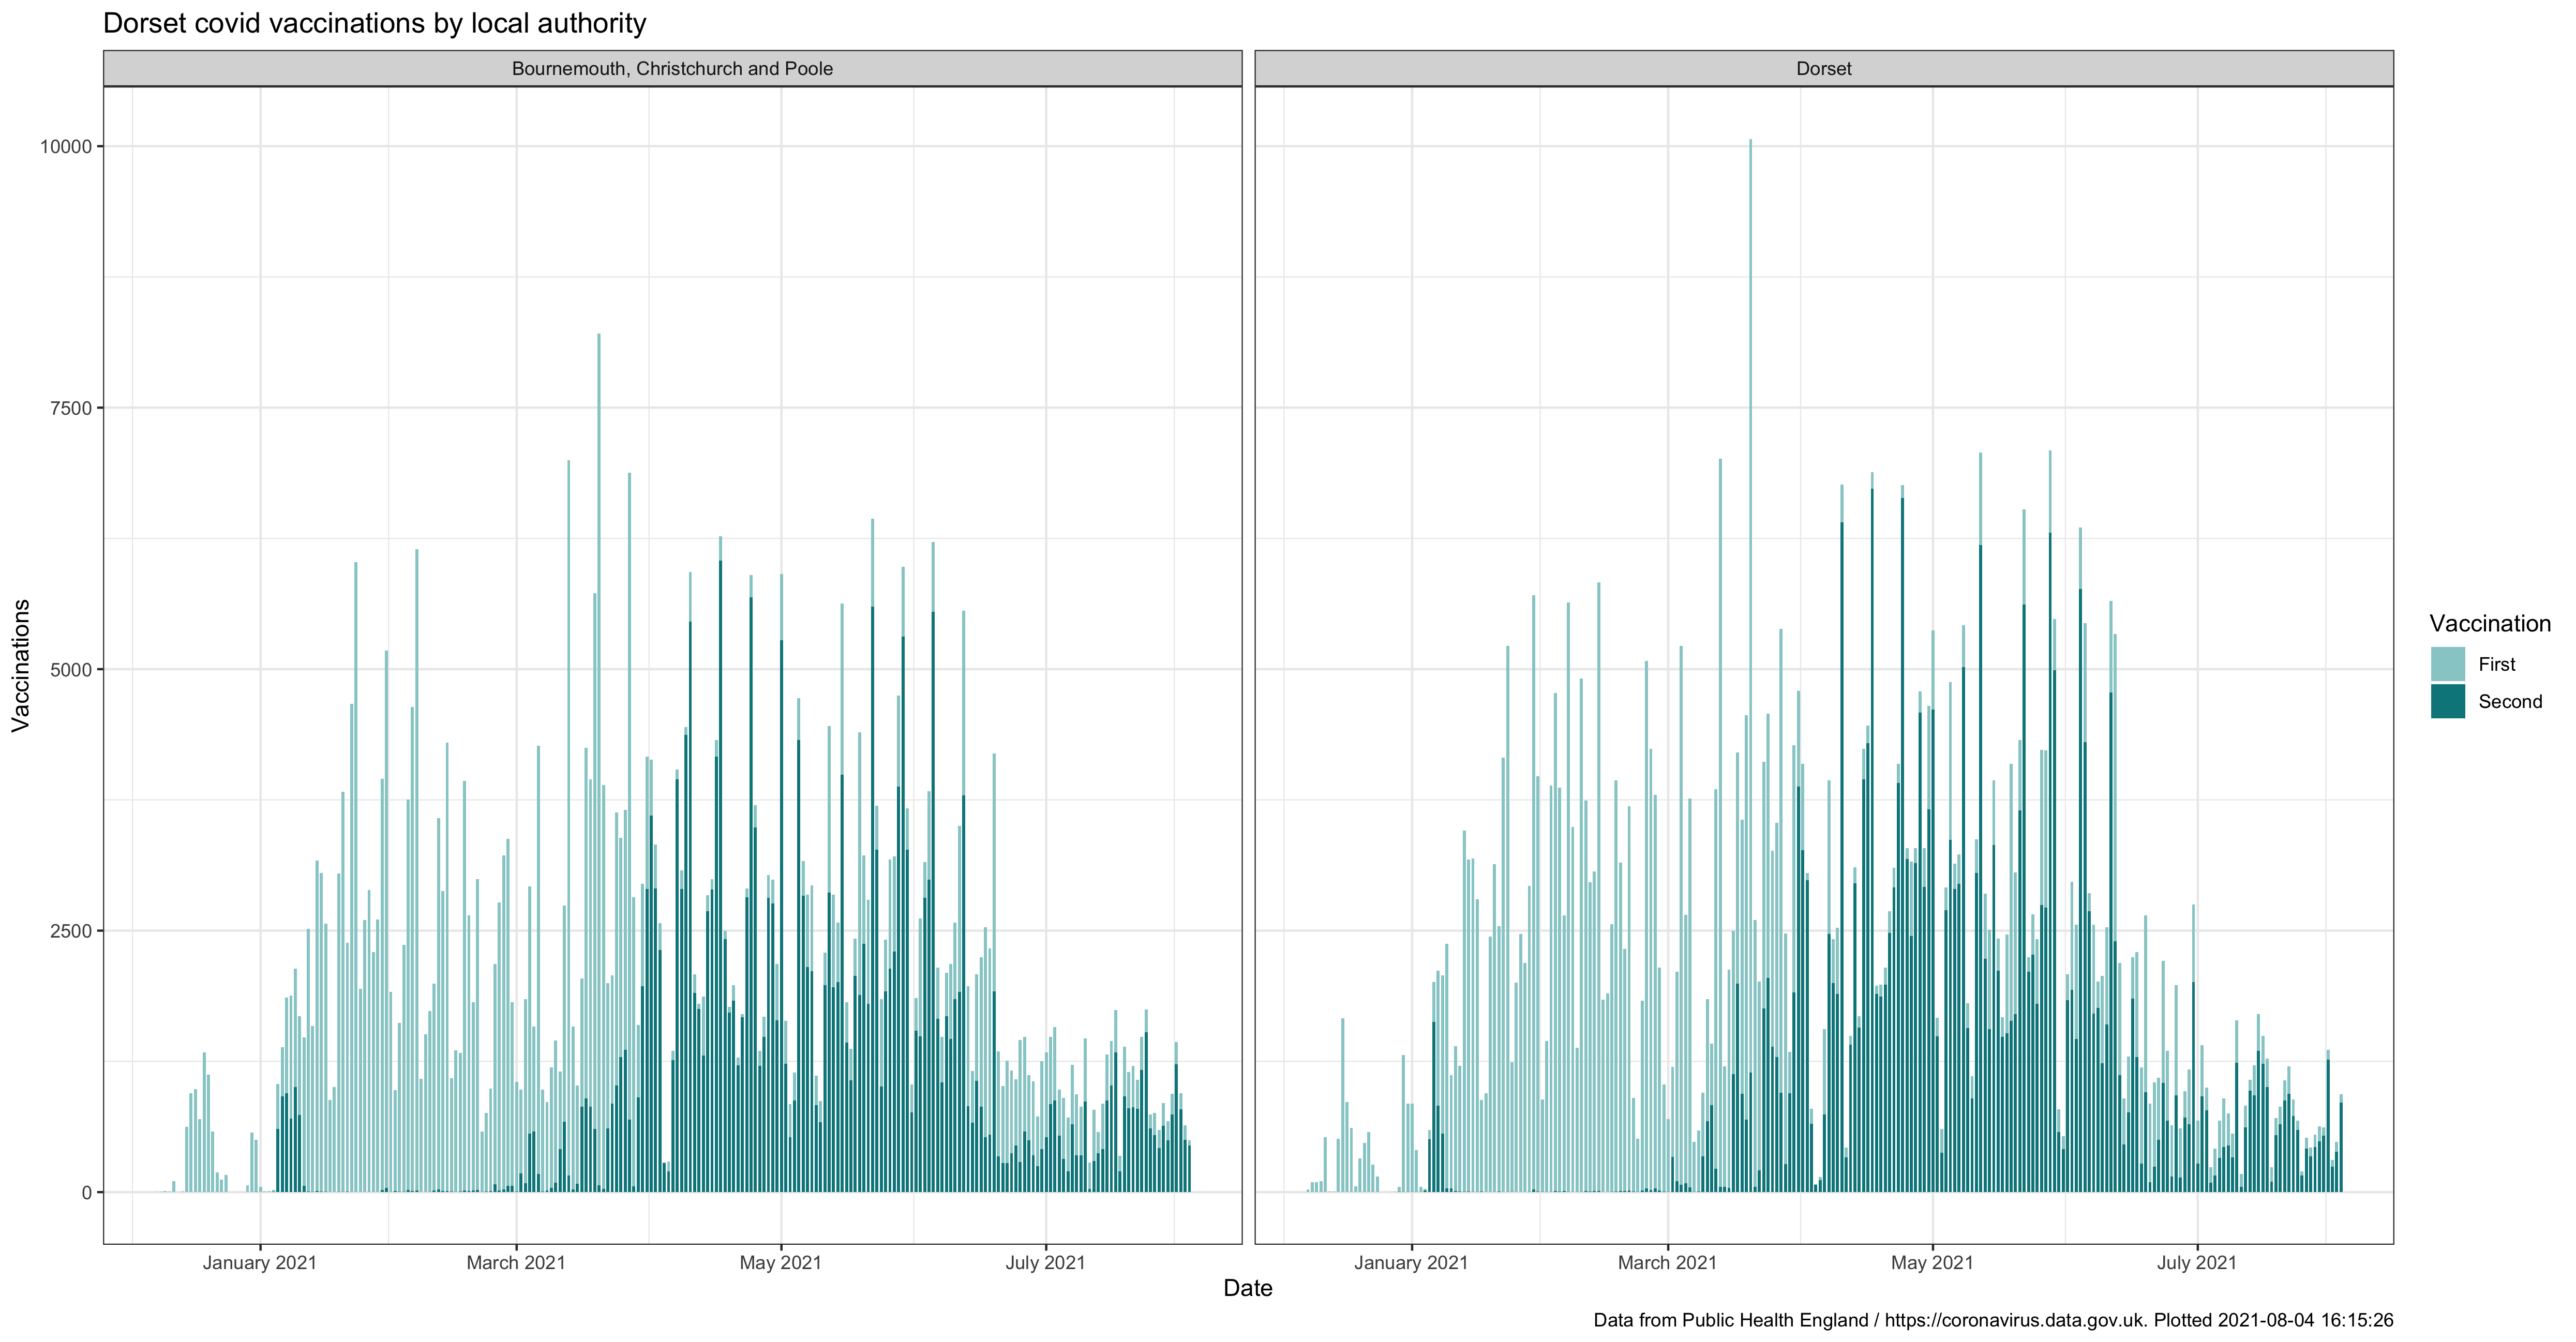 Dorset covid vaccinations by local authority
Bournemouth, Christchurch and Poole
Dorset
10000
7500
5000
2500
0
Vaccinations
January 2021
March 2021
May 2021
July 2021
January 2021
March 2021
May 2021
July 2021
Date
Vaccination
First
Second
Data from Public Health England / https://coronavirus.data.gov.uk. Plotted 2021-08-04 16:15:26